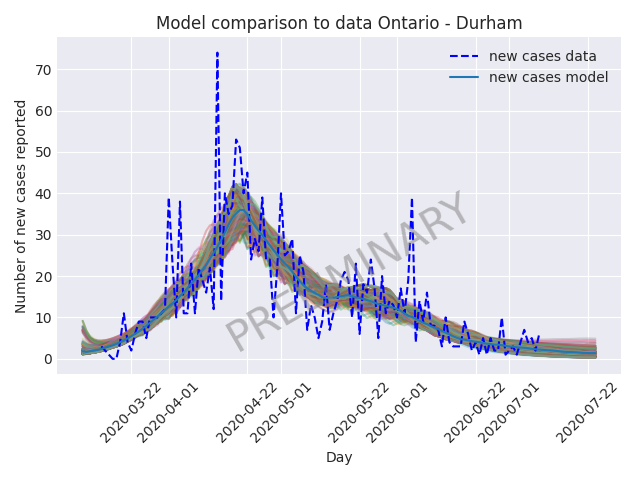 Model comparison to data Ontario - Durham
new cases data
new cases model
70
60
50
40
30
20
10
0
Number of new cases reported
PRELIMINARY
2020-03-22
2020-04-01
2020-04-22
2020-05-01
2020-05-22
2020-06-01
2020-06-22
2020-07-01
2020-07-22
Day